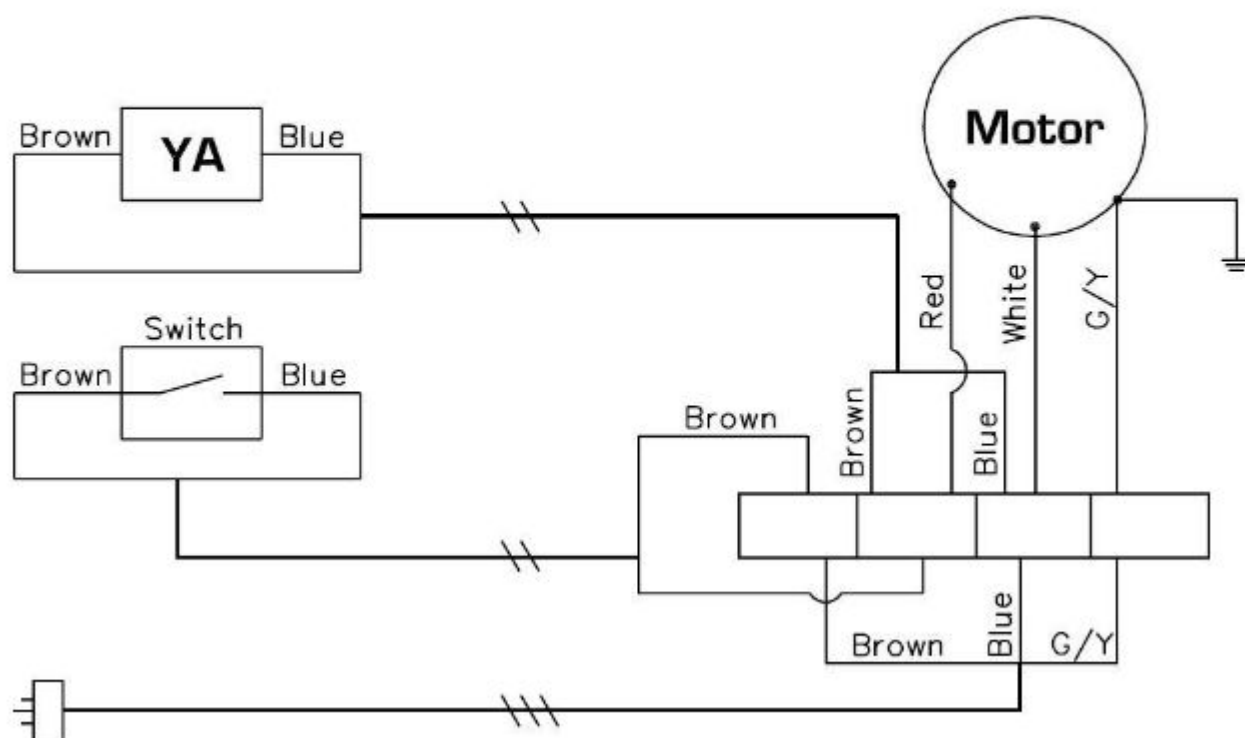 Motor
Brown
YA
Blue
Red
White
G/Y
Switch
Brown
Blue
Brown
Brown
Blue
Brown
Blue
G/Y